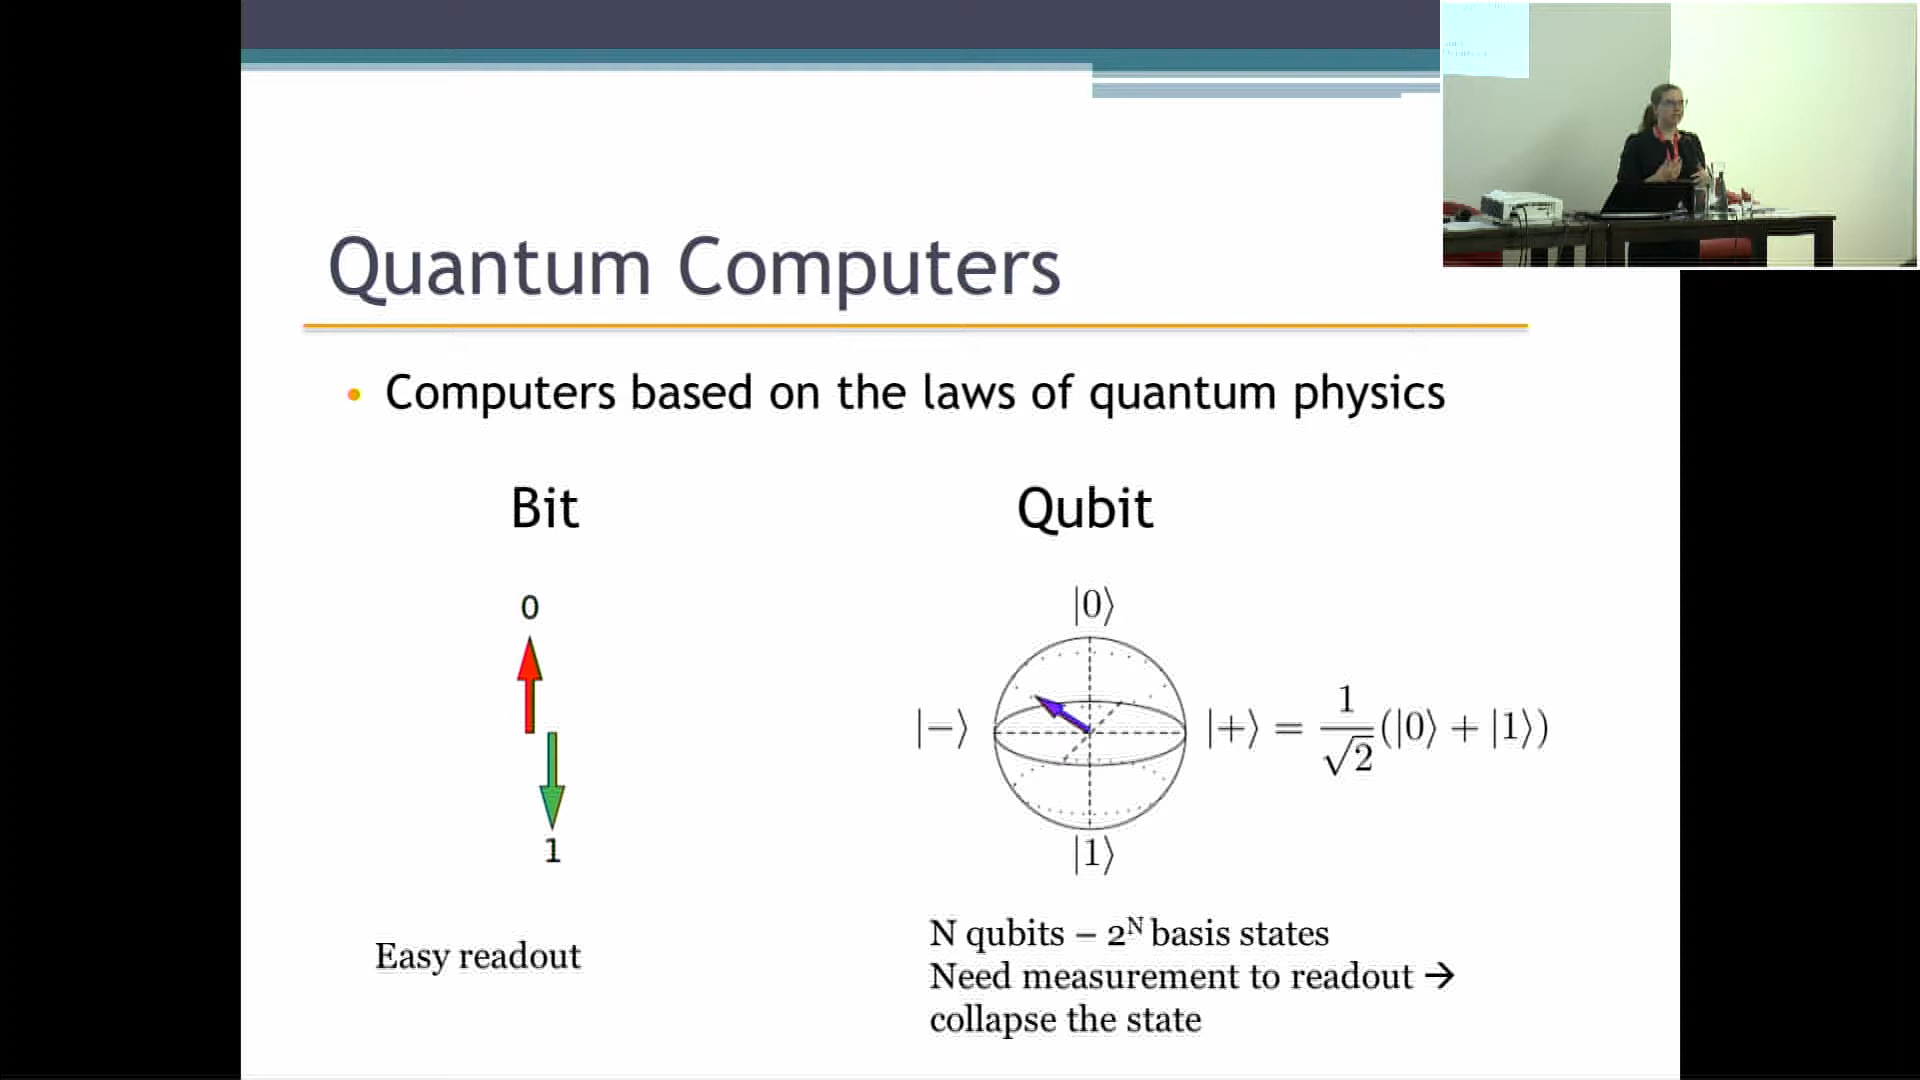 Quantum Computers
• Computers based on the laws of quantum physics
Bit
Qubit
0
1
Easy readout
|0⟩
|−⟩
|+⟩ = 1/√2 (|0⟩ + |1⟩)
|1⟩
N qubits – 2^N basis states
Need measurement to readout →
collapse the state